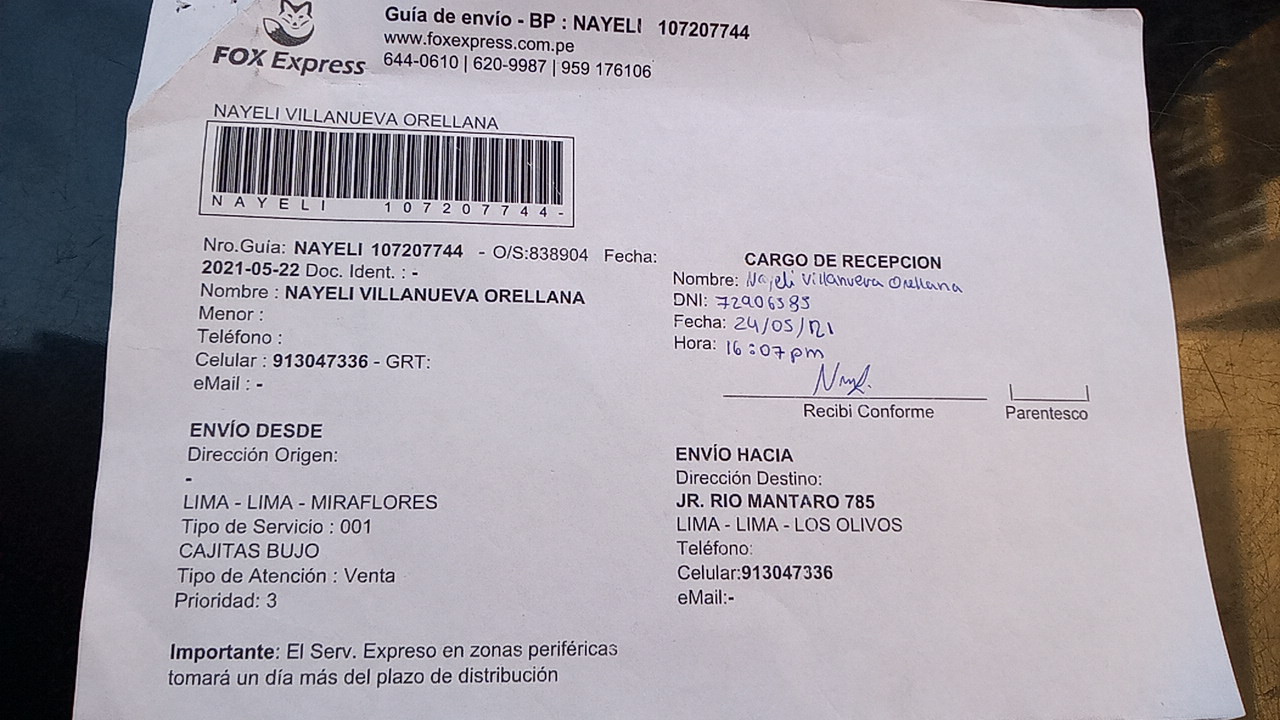 FOX Express
Guía de envío - BP : NAYELI 107207744
www.foxexpress.com.pe
644-0610 | 620-9987 | 959 176106
NAYELI VILLANUEVA ORELLANA
NAYELI 107207744-
Nro.Guía: NAYELI 107207744 - O/S:838904 Fecha:
2021-05-22 Doc. Ident. : -
Nombre : NAYELI VILLANUEVA ORELLANA
Menor :
Teléfono :
Celular : 913047336 - GRT:
eMail : -
CARGO DE RECEPCION
Nombre: Nayeli Villanueva Orellana
DNI: 72906585
Fecha: 24/05/21
Hora: 16:07pm
Recibi Conforme
Parentesco
ENVÍO DESDE
Dirección Origen:
-
LIMA - LIMA - MIRAFLORES
Tipo de Servicio : 001
CAJITAS BUJO
Tipo de Atención : Venta
Prioridad: 3
ENVÍO HACIA
Dirección Destino:
JR. RIO MANTARO 785
LIMA - LIMA - LOS OLIVOS
Teléfono:
Celular:913047336
eMail:-
Importante: El Serv. Expreso en zonas periféricas
tomará un día más del plazo de distribución